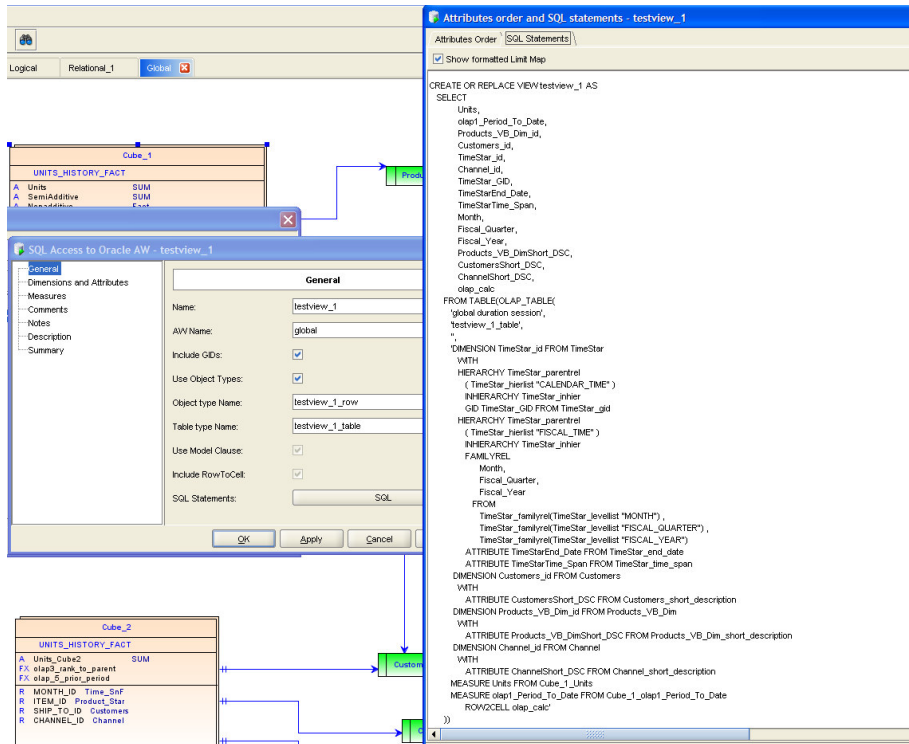 Logical
Relational_1
Global
Cube_1
UNITS_HISTORY_FACT
A Units SUM
A SemiAdditive SUM
A Nonadditive Fact
SQL Access to Oracle AW - testview_1
General
Dimensions and Attributes
Measures
Comments
Notes
Description
Summary
General
Name: testview_1
AW Name: global
Include GIDs:
Use Object Types:
Object type Name: testview_1_row
Table type Name: testview_1_table
Use Model Clause:
Include RowToCell:
SQL Statements: SQL
OK Apply Cancel
Cube_2
UNITS_HISTORY_FACT
A Units_Cube2 SUM
FX olap3_rank_to_parent
FX olap_5_prior_period
R MONTH_ID Time_SnF
R ITEM_ID Product_Star
R SHIP_TO_ID Customers
R CHANNEL_ID Channel
Produ
Custom
C
Attributes order and SQL statements - testview_1
Attributes Order SQL Statements
Show formatted Limit Map
CREATE OR REPLACE VIEW testview_1 AS
SELECT
Units,
olap1_Period_To_Date,
Products_VB_Dim_id,
Customers_id,
TimeStar_id,
Channel_id,
TimeStar_GID,
TimeStarEnd_Date,
TimeStarTime_Span,
Month,
Fiscal_Quarter,
Fiscal_Year,
Products_VB_DimShort_DSC,
CustomersShort_DSC,
ChannelShort_DSC,
olap_calc
FROM TABLE(OLAP_TABLE(
'global duration session',
'testview_1_table',
'',
'DIMENSION TimeStar_id FROM TimeStar
WITH
HIERARCHY TimeStar_parentrel
( TimeStar_hierlist "CALENDAR_TIME" )
INHIERARCHY TimeStar_inhier
GID TimeStar_GID FROM TimeStar_gid
HIERARCHY TimeStar_parentrel
( TimeStar_hierlist "FISCAL_TIME" )
INHIERARCHY TimeStar_inhier
FAMILYREL
Month,
Fiscal_Quarter,
Fiscal_Year
FROM
TimeStar_familyrel(TimeStar_levellist "MONTH") ,
TimeStar_familyrel(TimeStar_levellist "FISCAL_QUARTER") ,
TimeStar_familyrel(TimeStar_levellist "FISCAL_YEAR")
ATTRIBUTE TimeStarEnd_Date FROM TimeStar_end_date
ATTRIBUTE TimeStarTime_Span FROM TimeStar_time_span
DIMENSION Customers_id FROM Customers
WITH
ATTRIBUTE CustomersShort_DSC FROM Customers_short_description
DIMENSION Products_VB_Dim_id FROM Products_VB_Dim
WITH
ATTRIBUTE Products_VB_DimShort_DSC FROM Products_VB_Dim_short_description
DIMENSION Channel_id FROM Channel
WITH
ATTRIBUTE ChannelShort_DSC FROM Channel_short_description
MEASURE Units FROM Cube_1_Units
MEASURE olap1_Period_To_Date FROM Cube_1_olap1_Period_To_Date
ROW2CELL olap_calc'
))